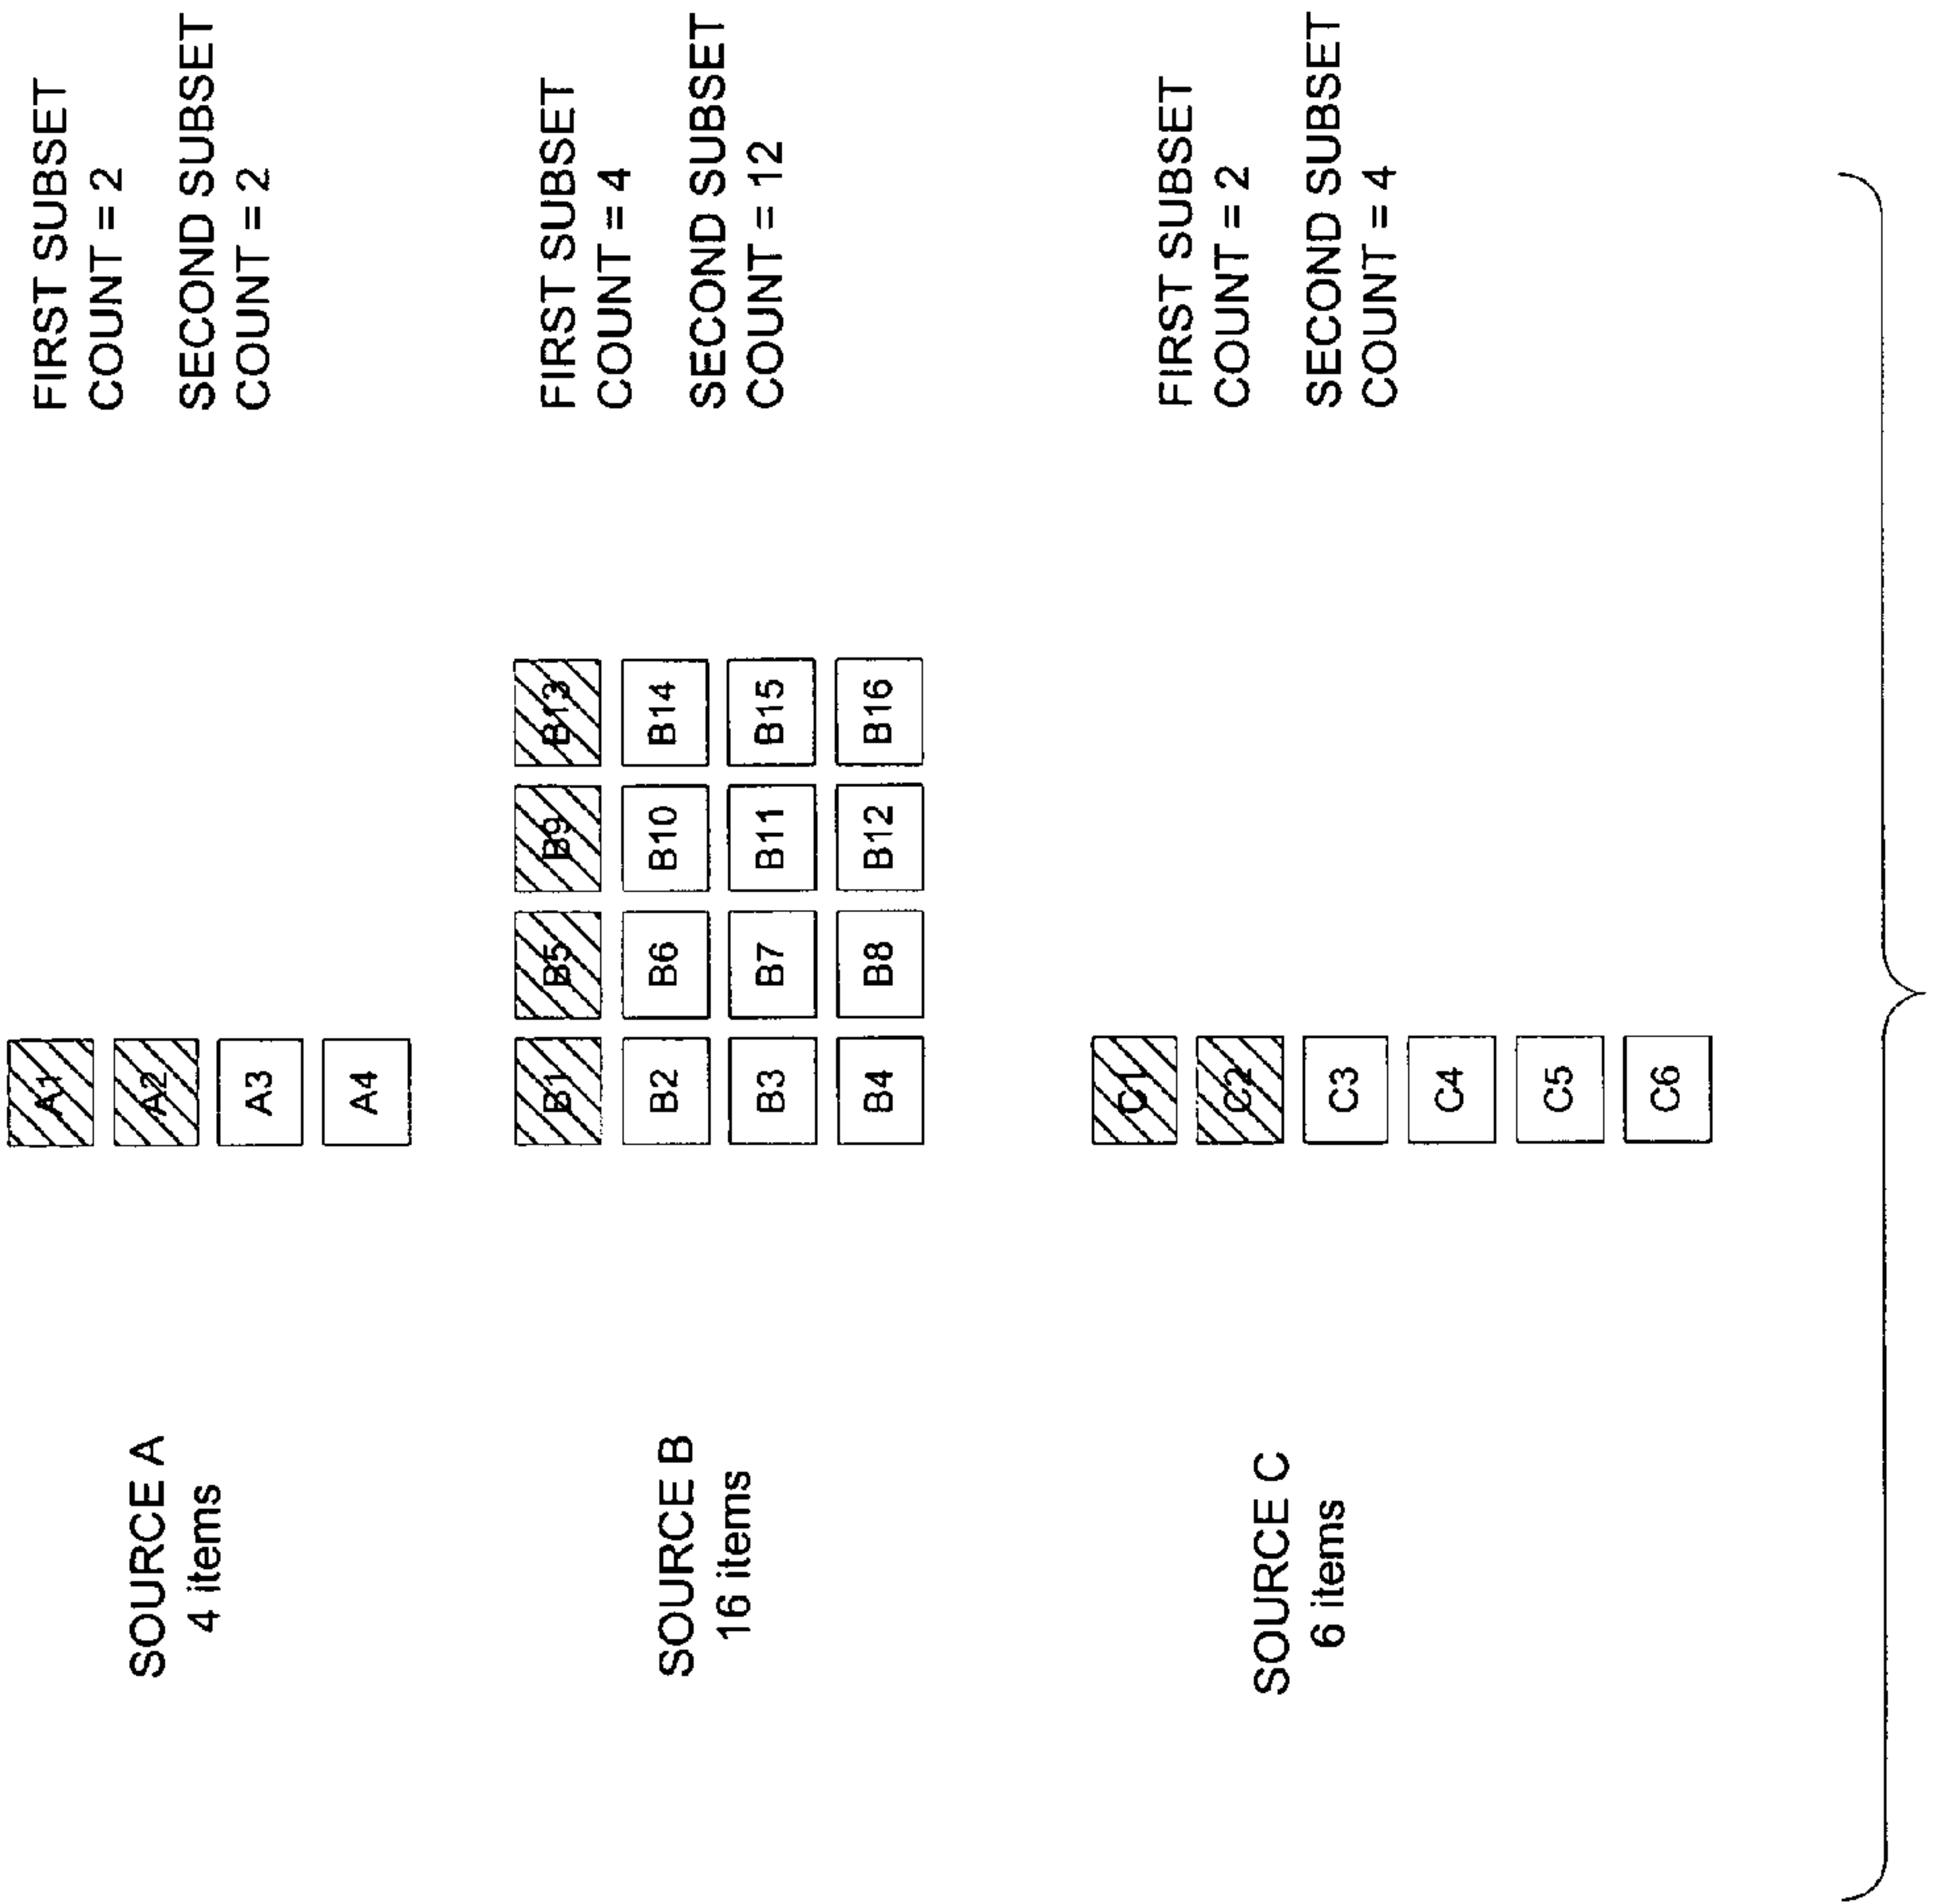 SOURCE A
4 items
A1
A2
A3
A4
FIRST SUBSET
COUNT = 2
SECOND SUBSET
COUNT = 2
SOURCE B
16 items
B1 B5 B9 B13
B2 B6 B10 B14
B3 B7 B11 B15
B4 B8 B12 B16
FIRST SUBSET
COUNT = 4
SECOND SUBSET
COUNT = 12
SOURCE C
6 items
C1
C2
C3
C4
C5
C6
FIRST SUBSET
COUNT = 2
SECOND SUBSET
COUNT = 4